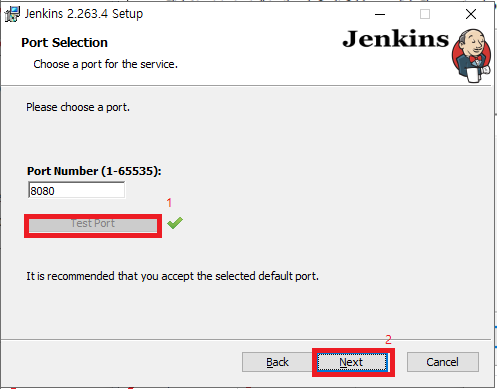 Jenkins 2.263.4 Setup
Port Selection
Choose a port for the service.
Jenkins
Please choose a port.
Port Number (1-65535):
8080
1
Test Port
It is recommended that you accept the selected default port.
2
Back
Next
Cancel